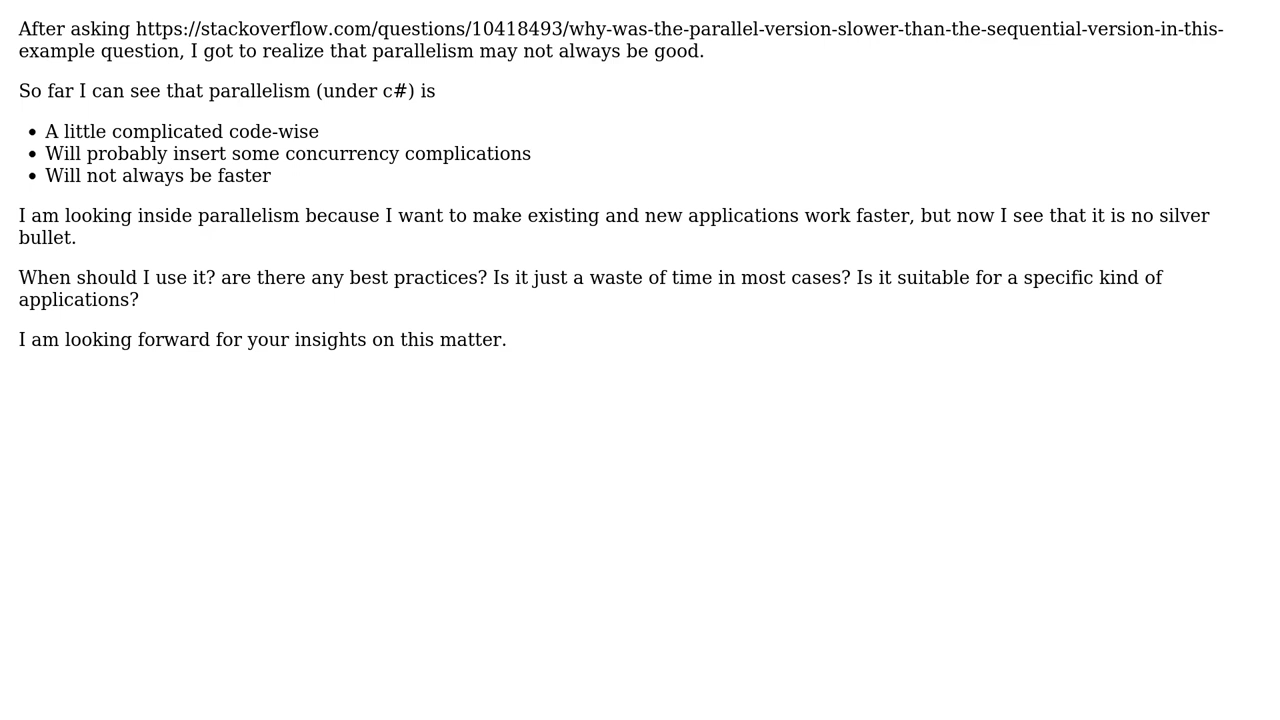 After asking https://stackoverflow.com/questions/10418493/why-was-the-parallel-version-slower-than-the-sequential-version-in-this-
example question, I got to realize that parallelism may not always be good.
So far I can see that parallelism (under c#) is
• A little complicated code-wise
• Will probably insert some concurrency complications
• Will not always be faster
I am looking inside parallelism because I want to make existing and new applications work faster, but now I see that it is no silver
bullet.
When should I use it? are there any best practices? Is it just a waste of time in most cases? Is it suitable for a specific kind of
applications?
I am looking forward for your insights on this matter.